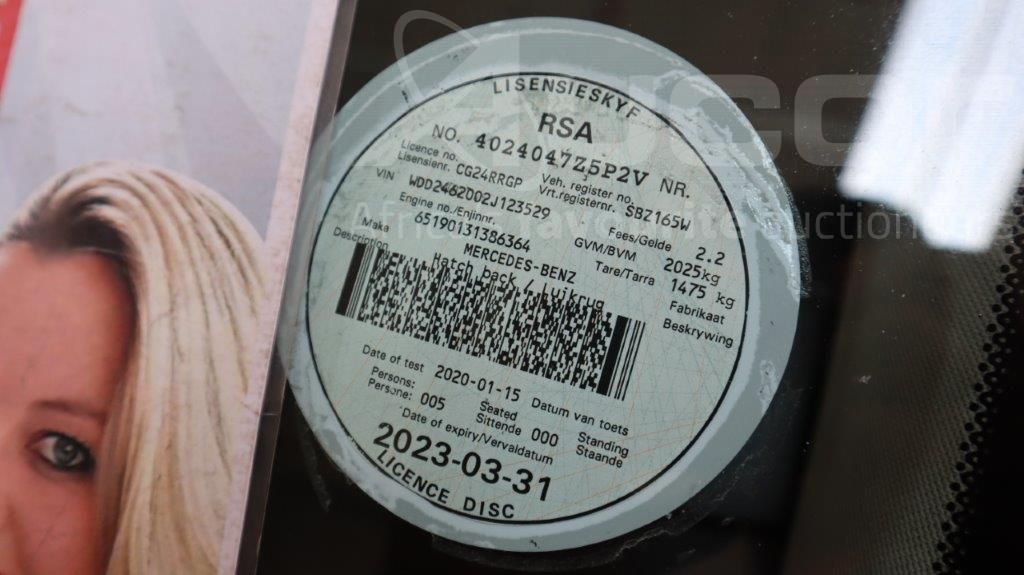 LISENSIESKYF
RSA
NO. 4024047Z5P2V NR.
Licence no. Veh. register no.
Lisensienr. CG24RRGP Vrt.registernr. SBZ165W
VIN WDD2462002J123529 Fees/Gelde 2.2
Engine no./Enjinnr. GVM/BVM 2025kg
65190131386364 Tare/Tarra 1475 kg
Make MERCEDES-BENZ Fabrikaat
Description Hatch back / Luikrug Beskrywing
Date of test 2020-01-15 Datum van toets
Persons: Seated Standing
Persone: 005 Sittende 000 Staande
Date of expiry/Vervaldatum
2023-03-31
LICENCE DISC
Africa's favourite auction